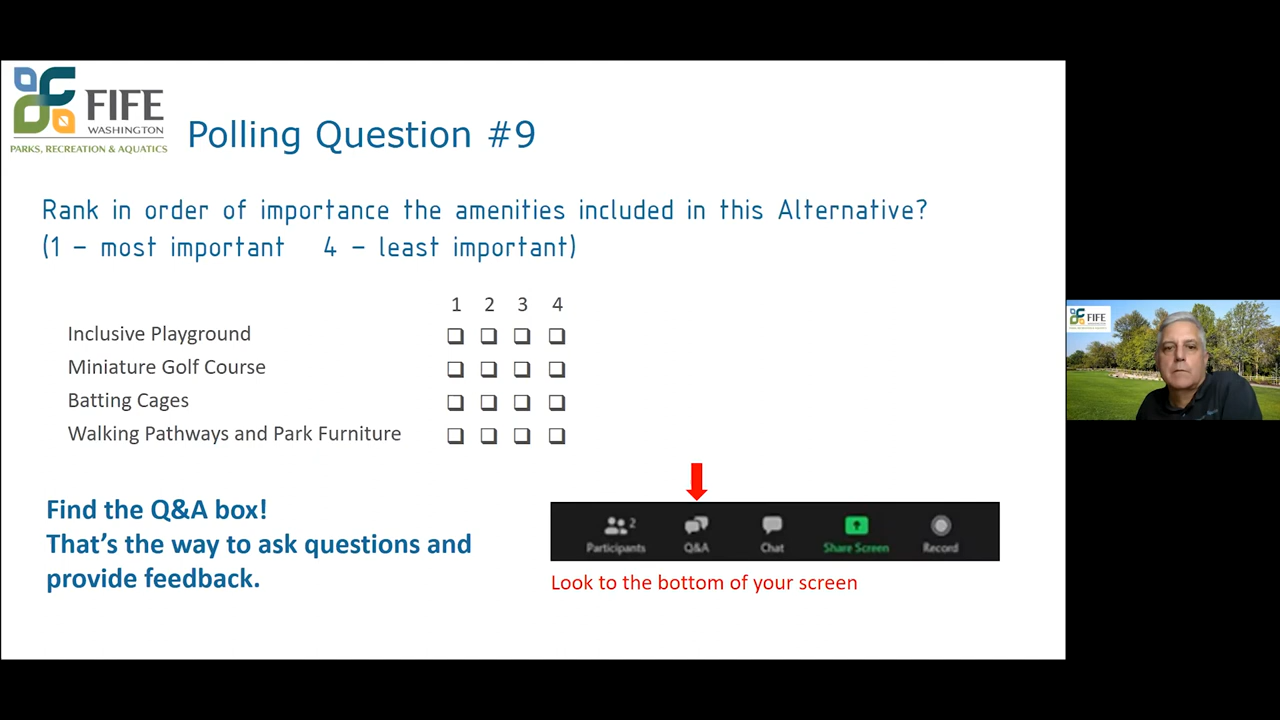 FIFE
WASHINGTON
PARKS, RECREATION & AQUATICS
Polling Question #9
Rank in order of importance the amenities included in this Alternative?
(1 – most important 4 – least important)
1 2 3 4
Inclusive Playground
Miniature Golf Course
Batting Cages
Walking Pathways and Park Furniture
Find the Q&A box!
That's the way to ask questions and
provide feedback.
2
Participants Q&A Chat Share Screen Record
Look to the bottom of your screen
FIFE